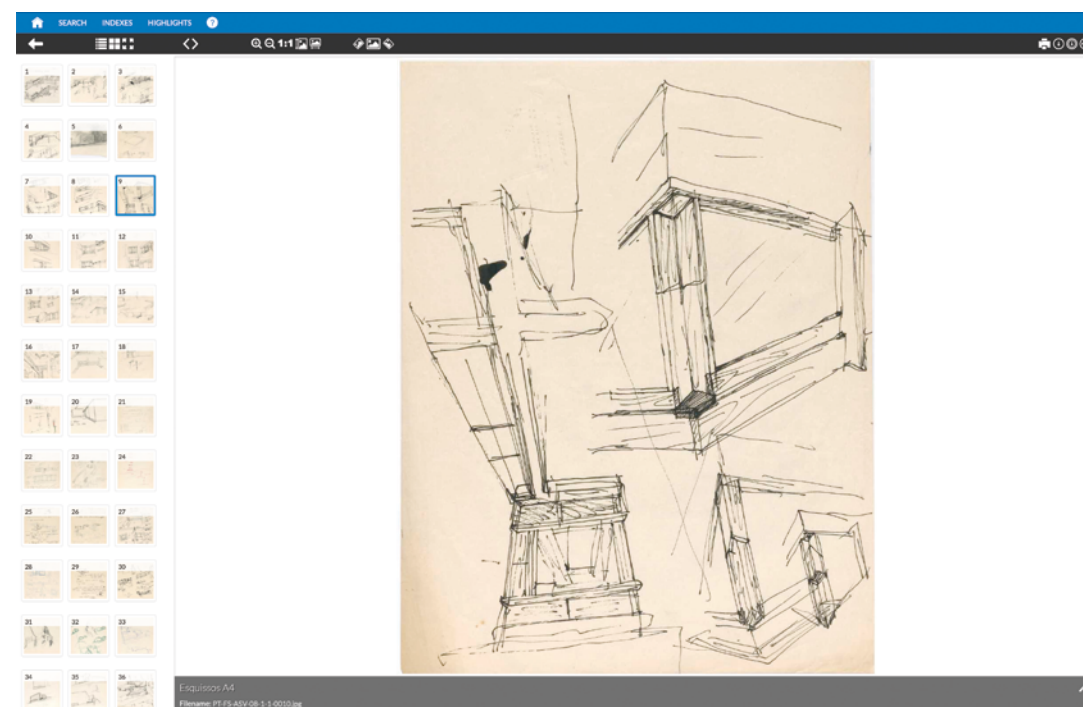 SEARCH INDEXES HIGHLIGHTS ?
1:1
1 2 3
4 5 6
7 8 9
10 11 12
13 14 15
16 17 18
19 20 21
22 23 24
25 26 27
28 29 30
31 32 33
34 35 36
Esquissos A4
Filename: PT-FS-ASV-08-1-1-0010.jpg